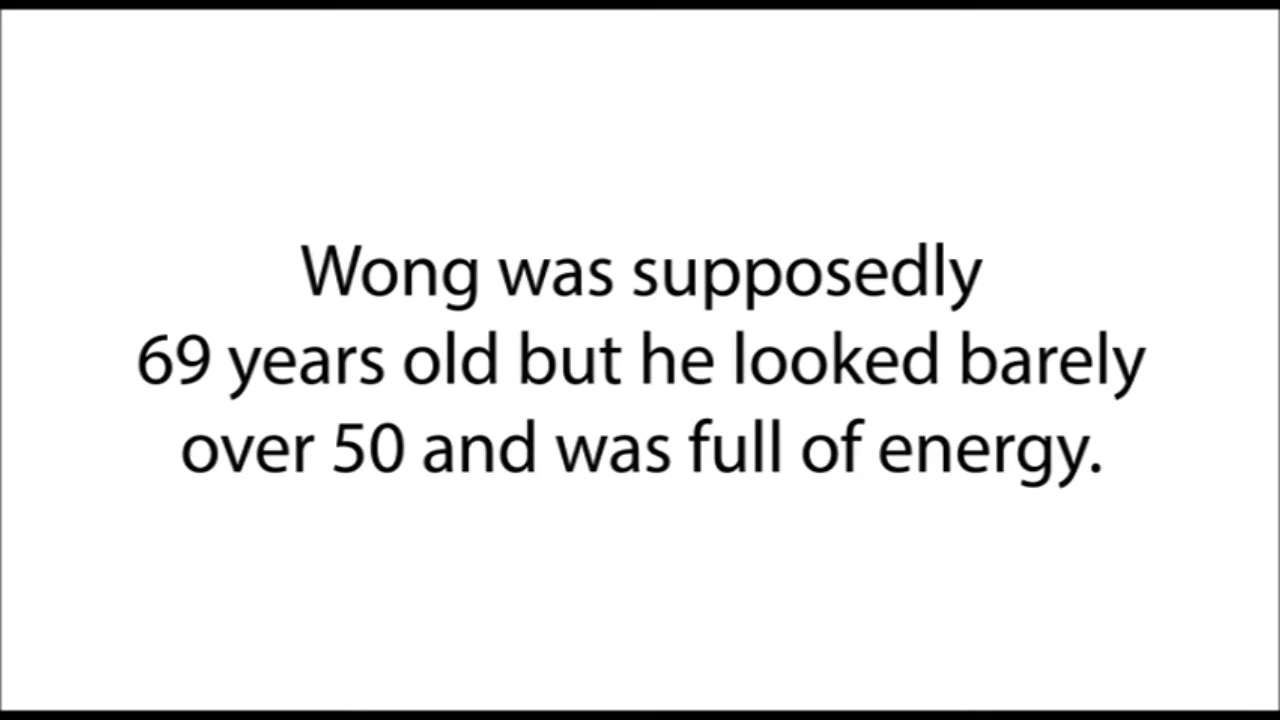 Wong was supposedly
69 years old but he looked barely
over 50 and was full of energy.